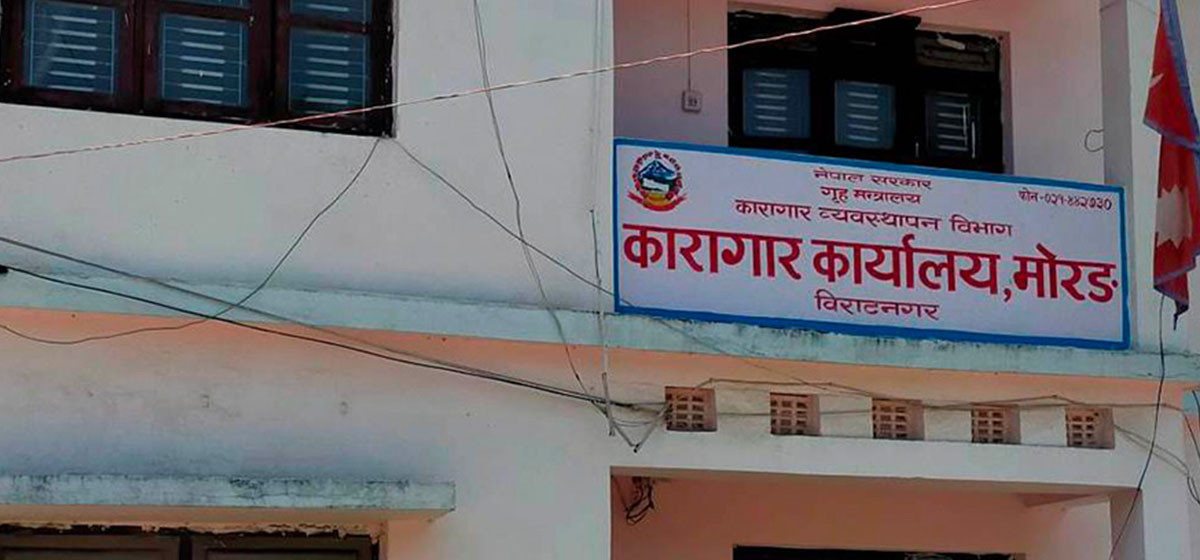 नेपाल सरकार
गृह मन्त्रालय
फोन-०२१-४४२७३०
कारागार व्यवस्थापन विभाग
कारागार कार्यालय, मोरङ
विराटनगर